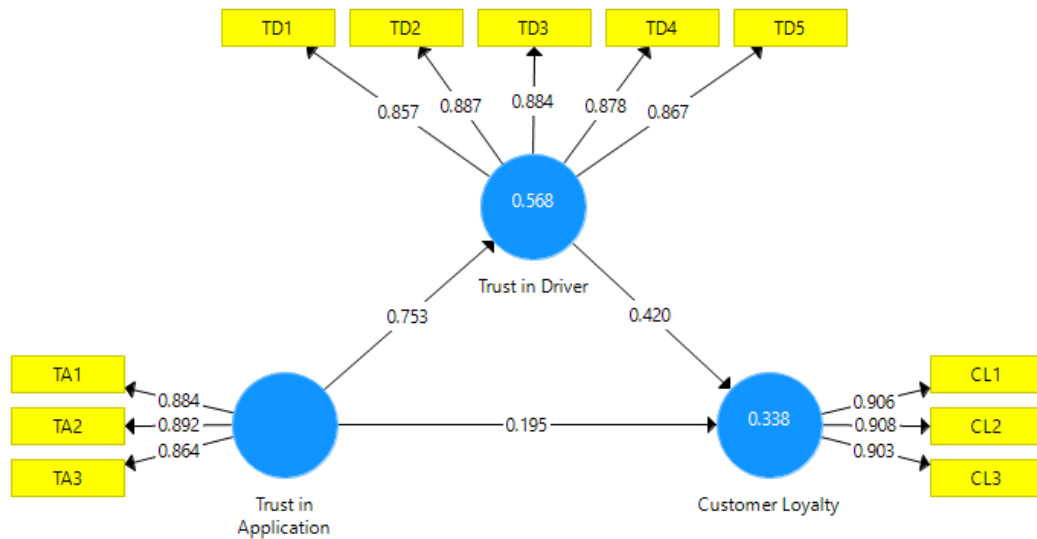 TD1 TD2 TD3 TD4 TD5
0.857 0.887 0.884 0.878 0.867
0.568
Trust in Driver
0.753 0.420
TA1
TA2
TA3
0.884
0.892
0.864
Trust in
Application
0.195
0.338
Customer Loyalty
0.906
0.908
0.903
CL1
CL2
CL3